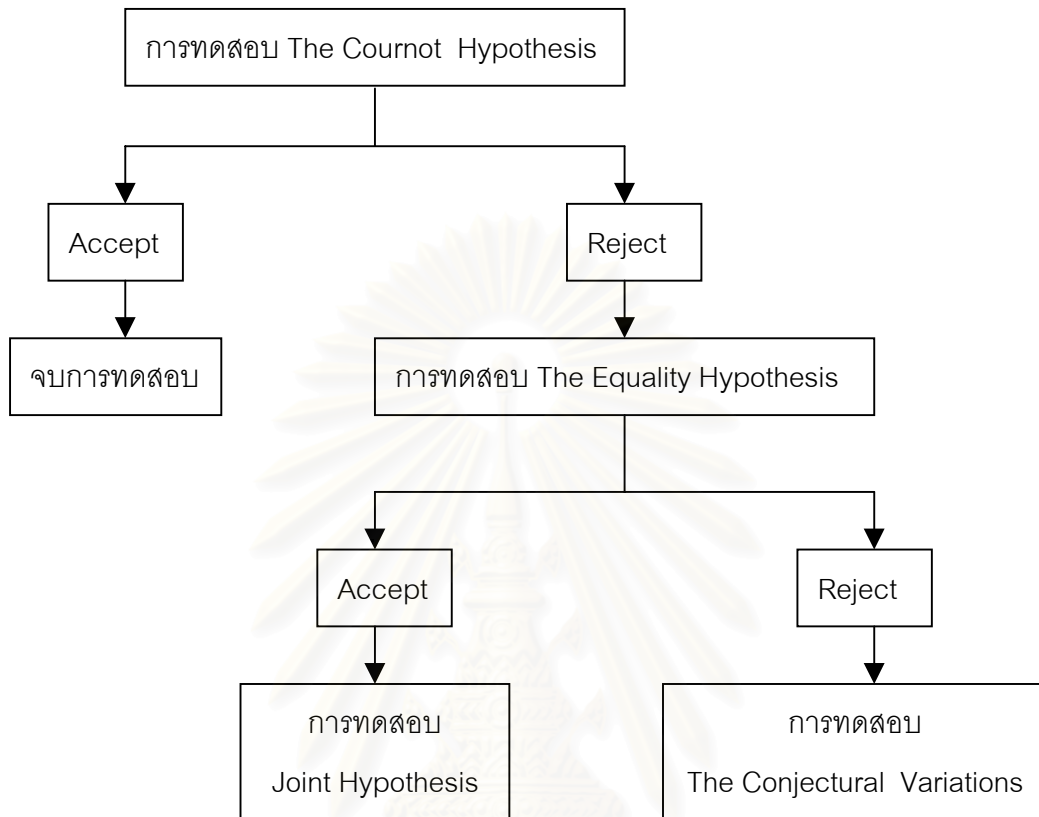 การทดสอบ The Cournot Hypothesis
Accept
Reject
จบการทดสอบ
การทดสอบ The Equality Hypothesis
Accept
Reject
การทดสอบ
Joint Hypothesis
การทดสอบ
The Conjectural Variations